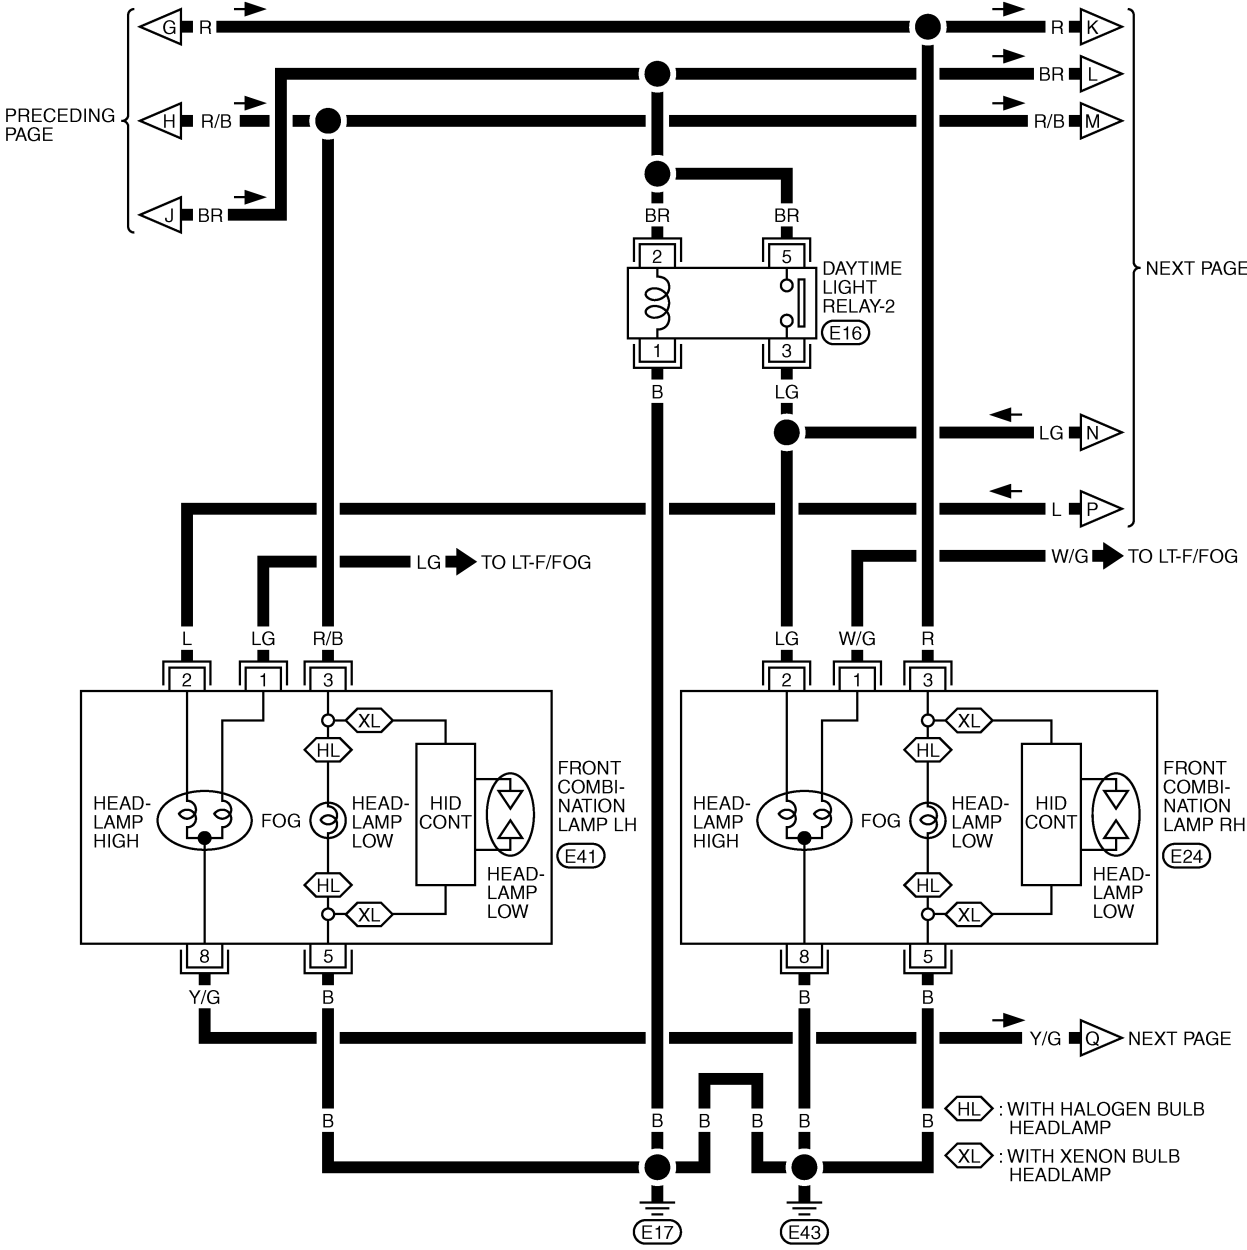 G R R K
BR L
PRECEDING
PAGE
H R/B R/B M
J BR
BR BR
2 5
DAYTIME
LIGHT
RELAY-2
E16
NEXT PAGE
1 3
B LG
LG N
L P
LG TO LT-F/FOG
W/G TO LT-F/FOG
L LG R/B LG W/G R
2 1 3 2 1 3
XL XL
HL HL
HEAD-
LAMP
HIGH
FOG
HEAD-
LAMP
LOW
HID
CONT
FRONT
COMBI-
NATION
LAMP LH
E41
HEAD-
LAMP
HIGH
FOG
HEAD-
LAMP
LOW
HID
CONT
FRONT
COMBI-
NATION
LAMP RH
E24
HL HL
HEAD-
LAMP
LOW
HEAD-
LAMP
LOW
XL XL
8 5 8 5
Y/G B B B
Y/G Q NEXT PAGE
B B B B B B
HL : WITH HALOGEN BULB
HEADLAMP
XL : WITH XENON BULB
HEADLAMP
E17 E43